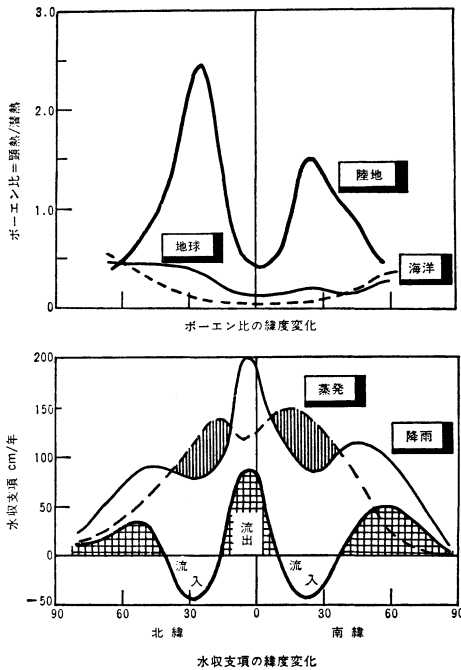 3.0
2.0
1.0
0
ボーエン比=顕熱/潜熱
陸地
地球
海洋
ボーエン比の緯度変化
200
150
100
50
0
-50
水収支項 cm/年
蒸発
降雨
流出
流入
流入
90 60 30 0 30 60 90
北緯 南緯
水収支項の緯度変化